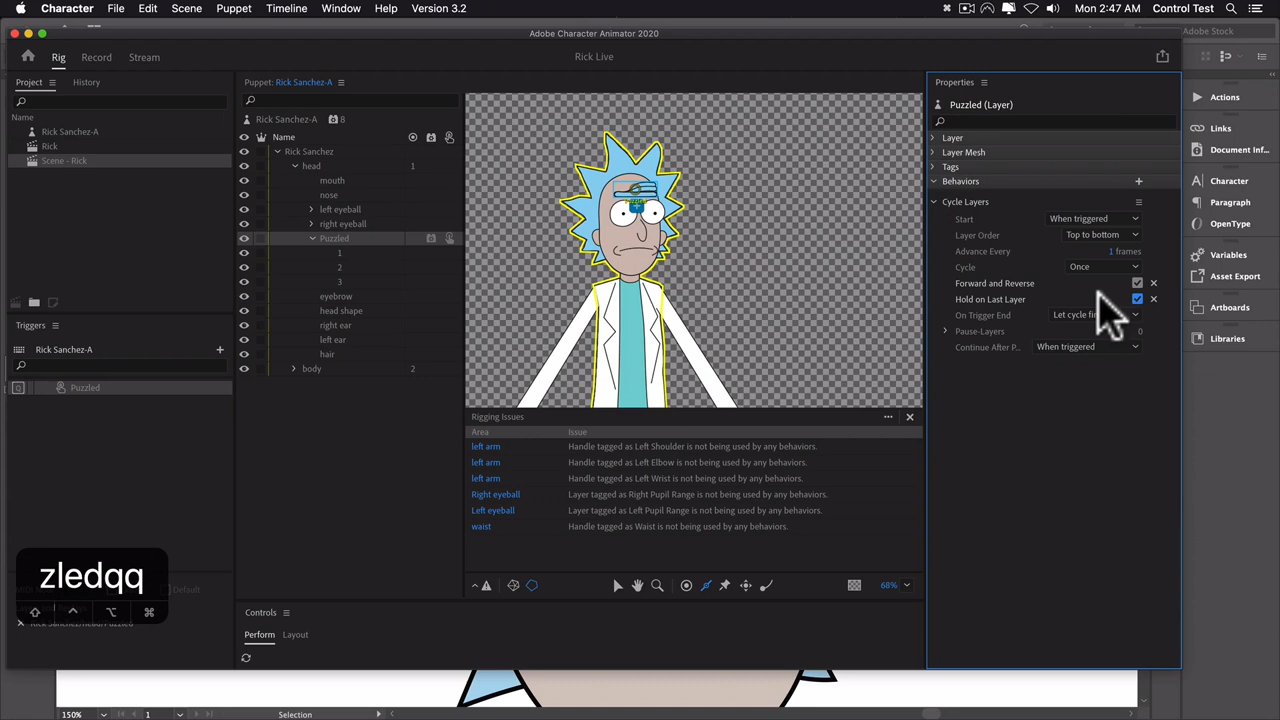 Character File Edit Scene Puppet Timeline Window Help Version 3.2 Mon 2:47 AM Control Test
Adobe Character Animator 2020
Adobe Stock
Rig Record Stream Rick Live
Project History
Name
Rick Sanchez-A
Rick
Scene - Rick
Triggers
Rick Sanchez-A
Puzzled
Default
Rick Sanchez/head/Puzzled
zledqq
Puppet: Rick Sanchez-A
Rick Sanchez-A 8
Name
Rick Sanchez
head 1
mouth
nose
left eyeball
right eyeball
Puzzled
1
2
3
eyebrow
head shape
right ear
left ear
hair
body 2
Rigging Issues
Area Issue
left arm Handle tagged as Left Shoulder is not being used by any behaviors.
left arm Handle tagged as Left Elbow is not being used by any behaviors.
left arm Handle tagged as Left Wrist is not being used by any behaviors.
Right eyeball Layer tagged as Right Pupil Range is not being used by any behaviors.
Left eyeball Layer tagged as Left Pupil Range is not being used by any behaviors.
waist Handle tagged as Waist is not being used by any behaviors.
68%
Controls
Perform Layout
Properties
Puzzled (Layer)
Layer
Layer Mesh
Tags
Behaviors
Cycle Layers
Start When triggered
Layer Order Top to bottom
Advance Every 1 frames
Cycle Once
Forward and Reverse
Hold on Last Layer
On Trigger End Let cycle fi
Pause-Layers 0
Continue After P... When triggered
Actions
Links
Document Inf...
Character
Paragraph
OpenType
Variables
Asset Export
Artboards
Libraries
150% 1 Selection